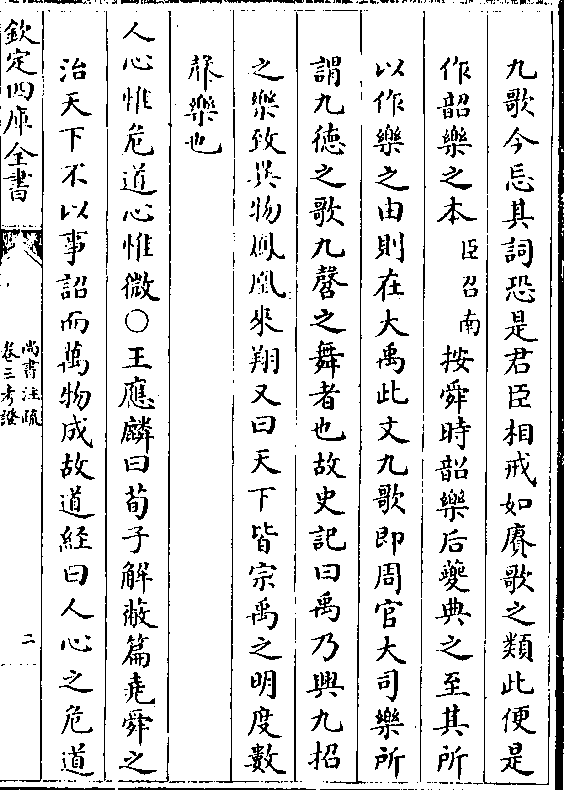 九歌今忘其詞恐是君臣相戒如賡歌之類此便是
作韶樂之本臣召南按舜時韶樂后夔典之至其所
以作樂之由則在大禹此文九歌即周官大司樂所
謂九德之歌九磬之舞者也故史記曰禹乃興九招
之樂致異物鳳凰來翔又曰天下皆宗禹之明度數
聲樂也
人心惟危道心惟微○王應麟曰荀子解蔽篇堯舜之
治天下不以事詔而萬物成故道經曰人心之危道
欽定四庫全書
尚書注疏
卷三考證
二